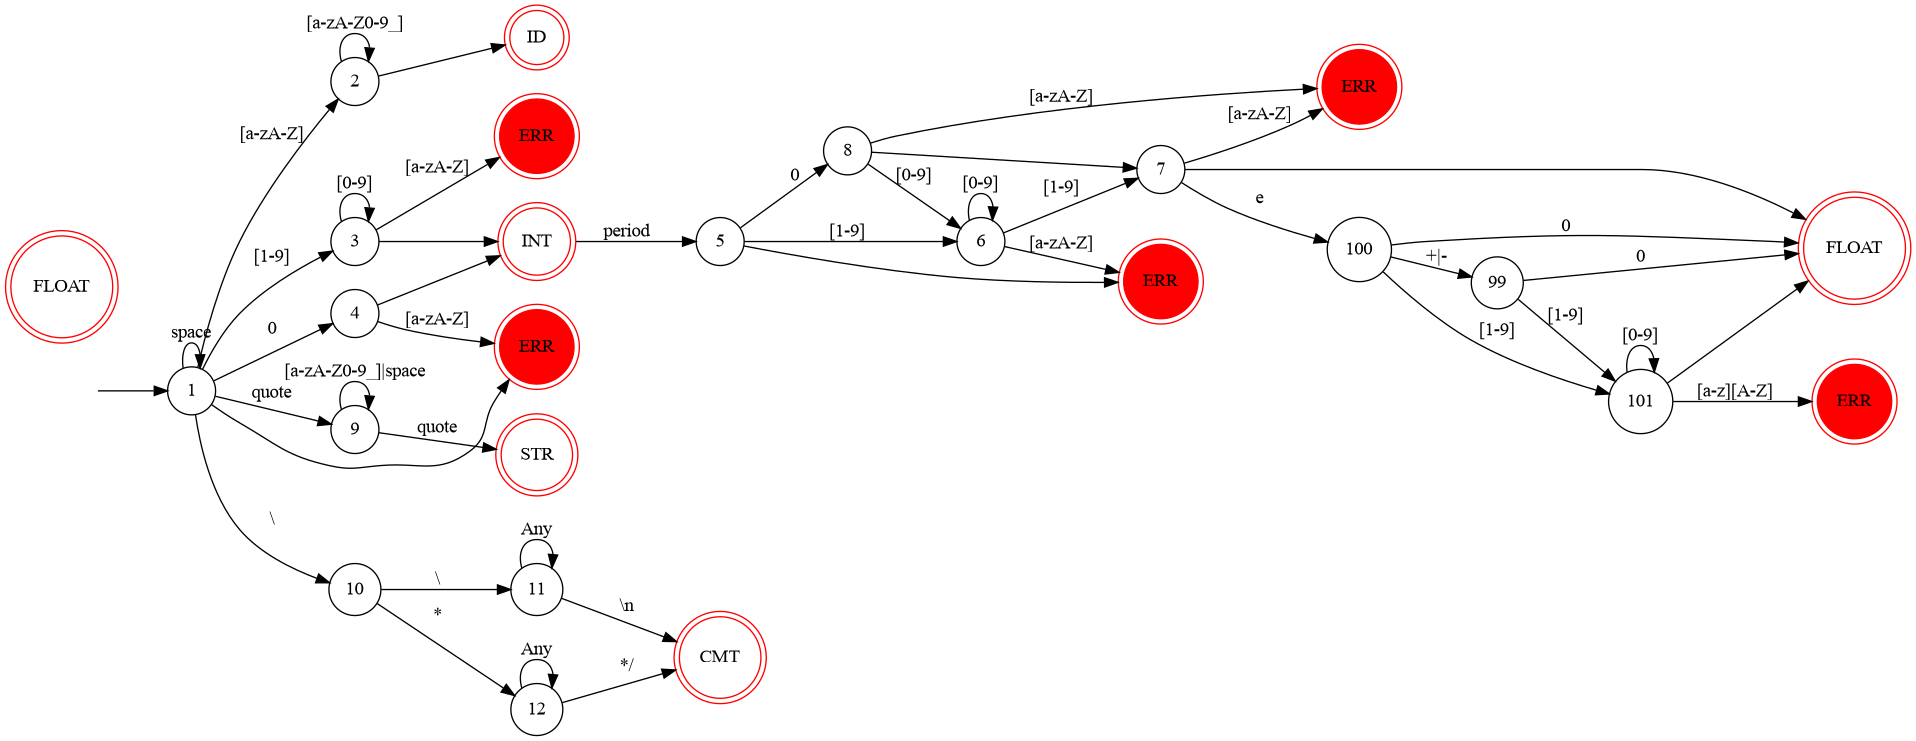 [a-zA-Z0-9_]
ID
2
[a-zA-Z]
ERR
[a-zA-Z]
[0-9]
3
[1-9]
INT
period
FLOAT
space
1
0
4
[a-zA-Z]
ERR
[a-zA-Z0-9_]|space
quote
9
quote
STR
\
10
\
*
Any
11
\n
Any
12
*/
CMT
5
0
[1-9]
8
[a-zA-Z]
[0-9]
[0-9]
6
[1-9]
[a-zA-Z]
ERR
7
[a-zA-Z]
ERR
e
100
0
+|-
99
0
[1-9]
[1-9]
[0-9]
101
[a-z][A-Z]
ERR
FLOAT